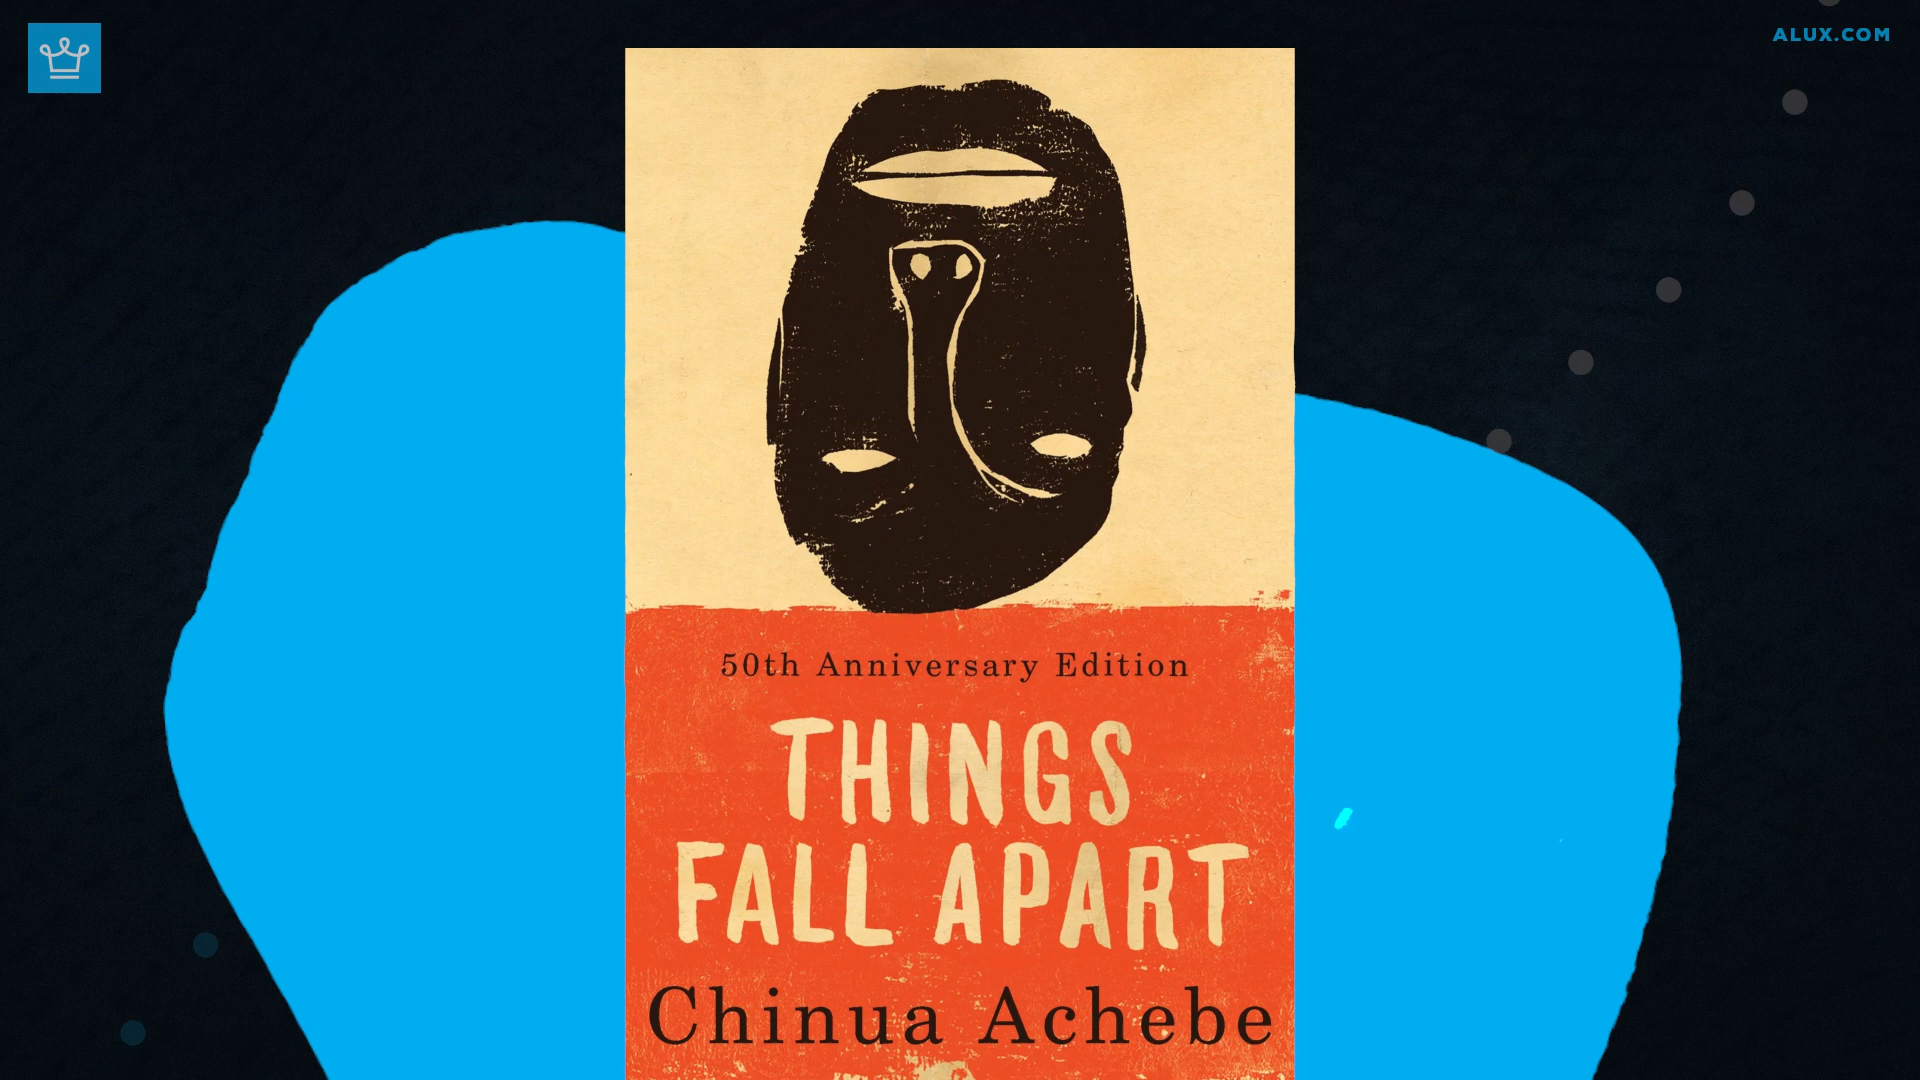 ALUX.COM
50th Anniversary Edition
THINGS
FALL APART
Chinua Achebe